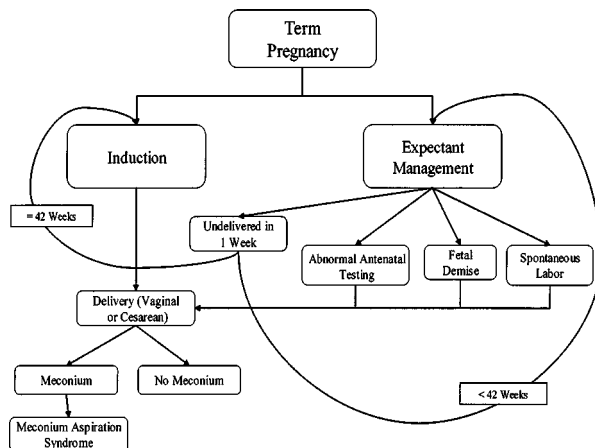 Term
Pregnancy
Induction
Expectant
Management
= 42 Weeks
Undelivered in
1 Week
Abnormal Antenatal
Testing
Fetal
Demise
Spontaneous
Labor
Delivery (Vaginal
or Cesarean)
Meconium
No Meconium
< 42 Weeks
Meconium Aspiration
Syndrome